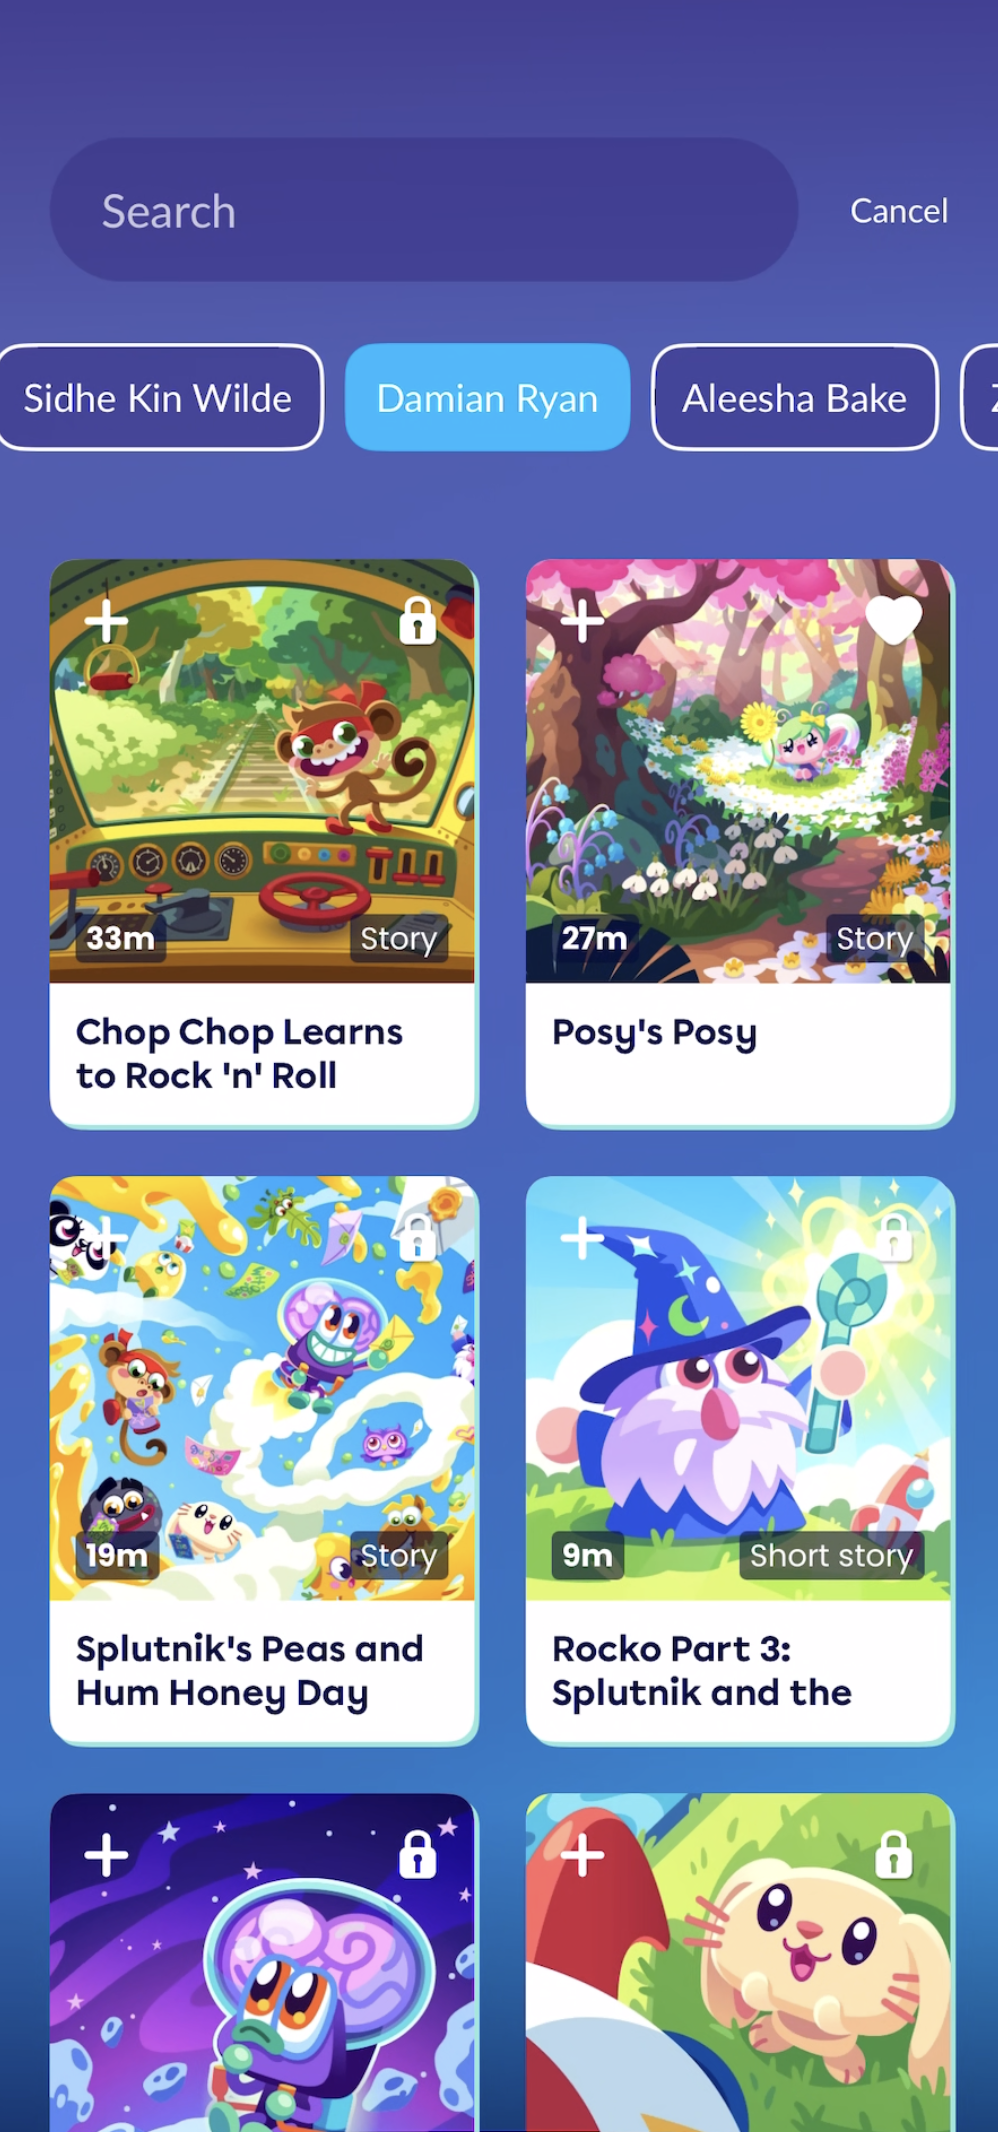 Search
Cancel
Sidhe Kin Wilde
Damian Ryan
Aleesha Bake
33m
Story
Chop Chop Learns
to Rock 'n' Roll
27m
Story
Posy's Posy
19m
Story
Splutnik's Peas and
Hum Honey Day
9m
Short story
Rocko Part 3:
Splutnik and the